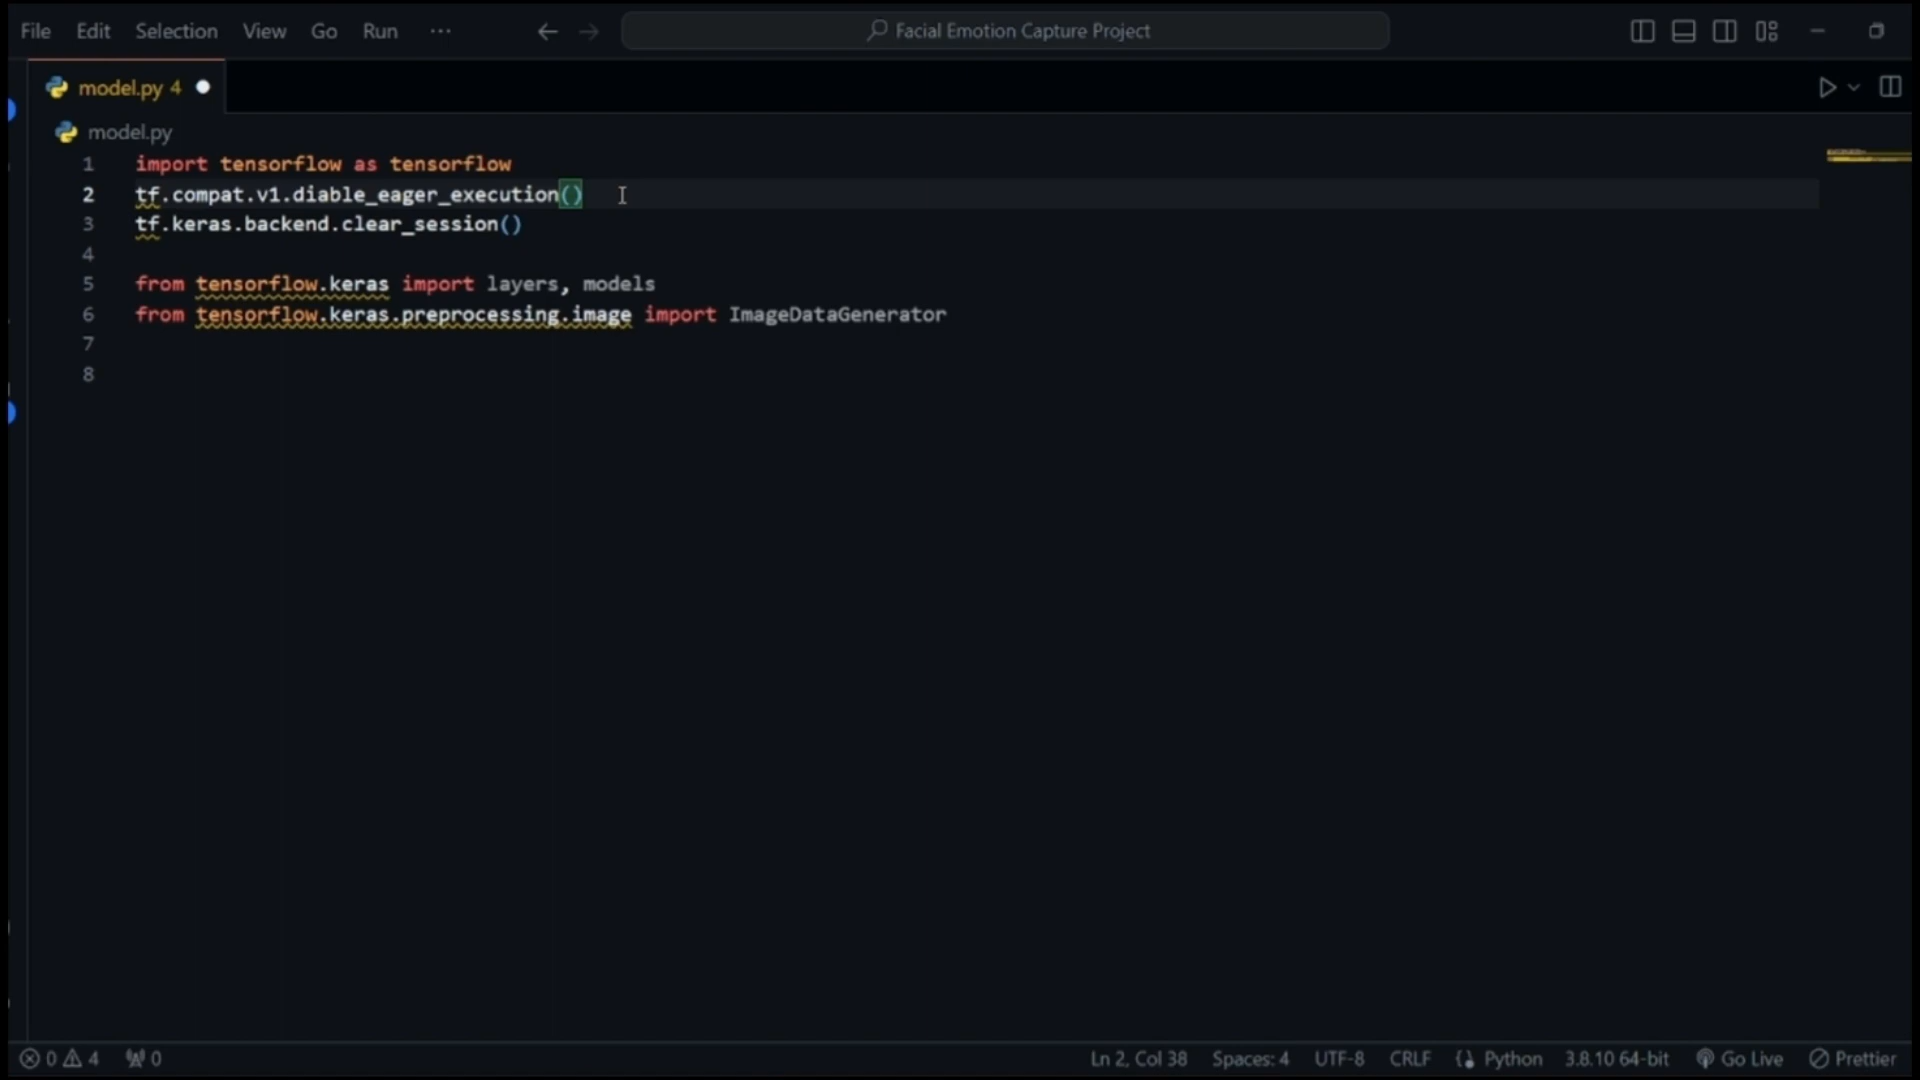 File Edit Selection View Go Run ...
Facial Emotion Capture Project
model.py 4
model.py
1 import tensorflow as tensorflow
2 tf.compat.v1.diable_eager_execution()
3 tf.keras.backend.clear_session()
4
5 from tensorflow.keras import layers, models
6 from tensorflow.keras.preprocessing.image import ImageDataGenerator
7
8
0 4 0 Ln 2, Col 38 Spaces: 4 UTF-8 CRLF Python 3.8.10 64-bit Go Live Prettier